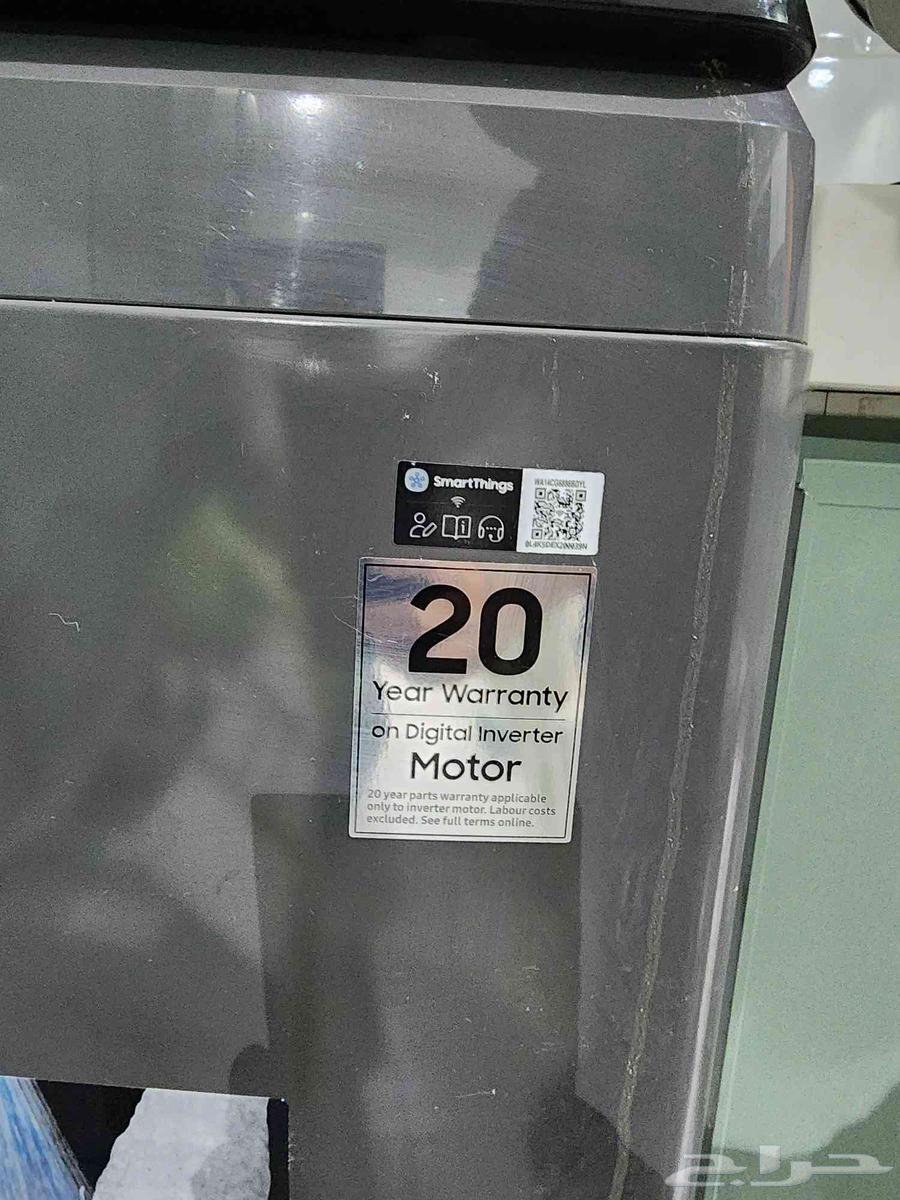 SmartThings
20
Year Warranty
on Digital Inverter
Motor
20 year parts warranty applicable
only to inverter motor. Labour costs
excluded. See full terms online.
حراج